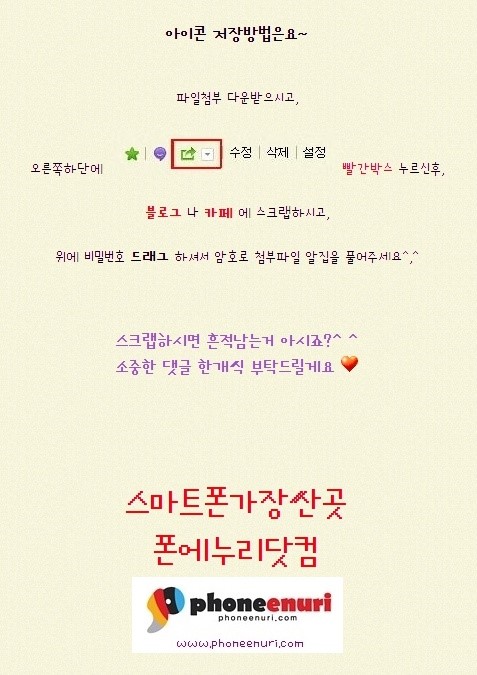 아이콘 저장방법은요~
파일첨부 다운받으시고,
오른쪽하단에 수정 삭제 설정 빨간박스 누르신후,
블로그 나 카페 에 스크랩하시고,
위에 비밀번호 드래그 하셔서 암호로 첨부파일 알집을 풀어주세요^,^
스크랩하시면 흔적남는거 아시죠?^ ^
소중한 댓글 한개씩 부탁드릴게요
스마트폰가장싼곳
폰에누리닷컴
phoneenuri
phoneenuri.com
www.phoneenuri.com